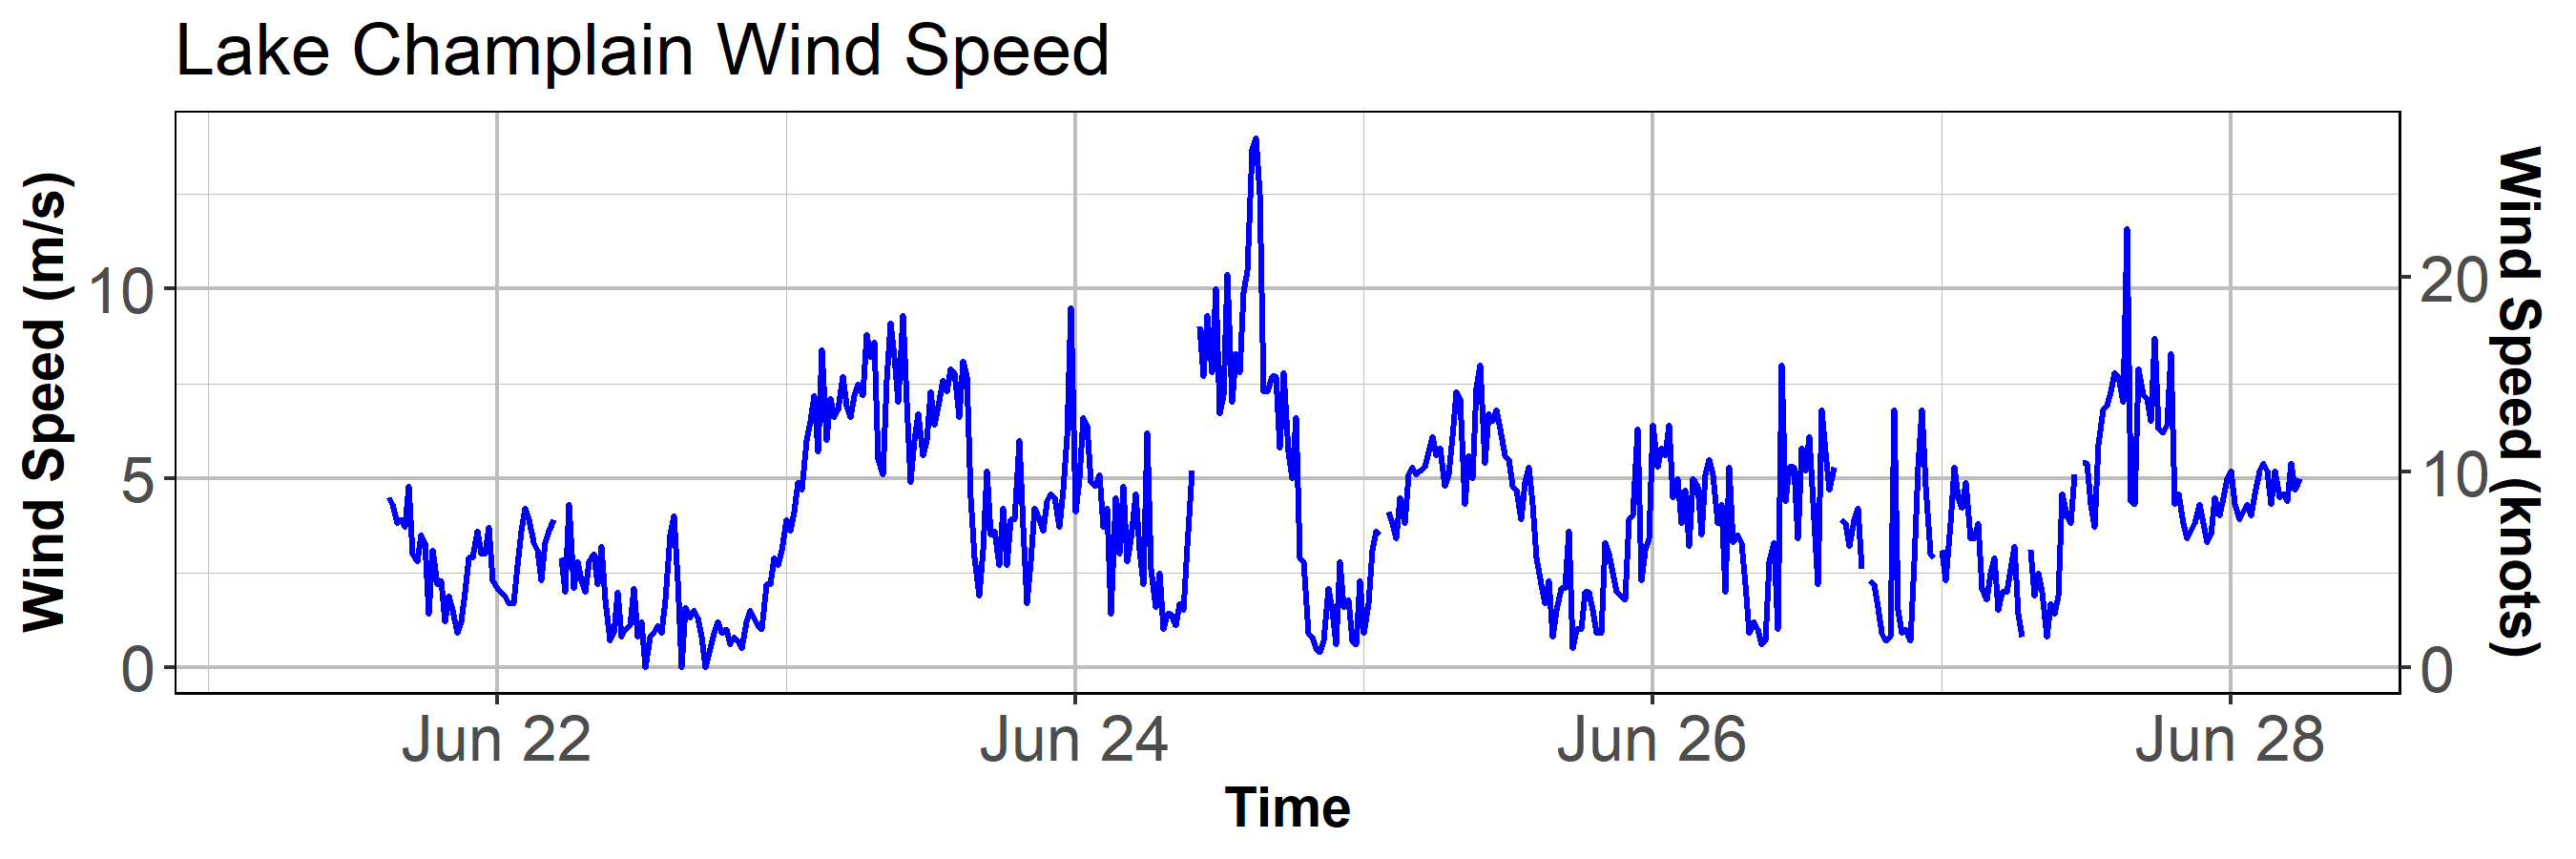 Lake Champlain Wind Speed
Wind Speed (m/s)
10
5
0
20
10
0
Wind Speed (knots)
Jun 22
Jun 24
Jun 26
Jun 28
Time